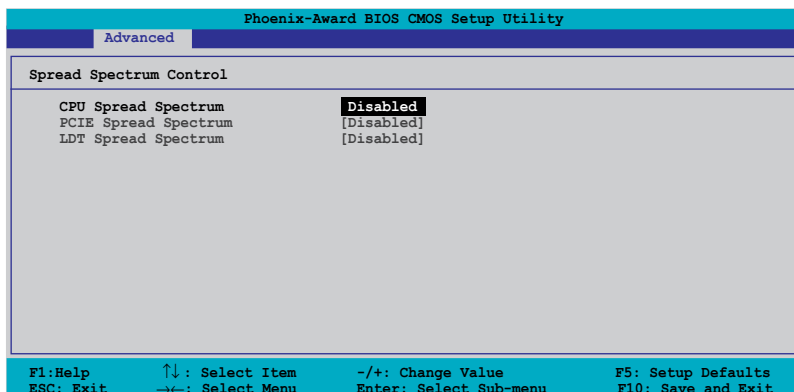 Phoenix-Award BIOS CMOS Setup Utility
Advanced
Spread Spectrum Control
CPU Spread Spectrum Disabled
PCIE Spread Spectrum [Disabled]
LDT Spread Spectrum [Disabled]
F1:Help ↑↓: Select Item -/+: Change Value F5: Setup Defaults
ESC: Exit →←: Select Menu Enter: Select Sub-menu F10: Save and Exit